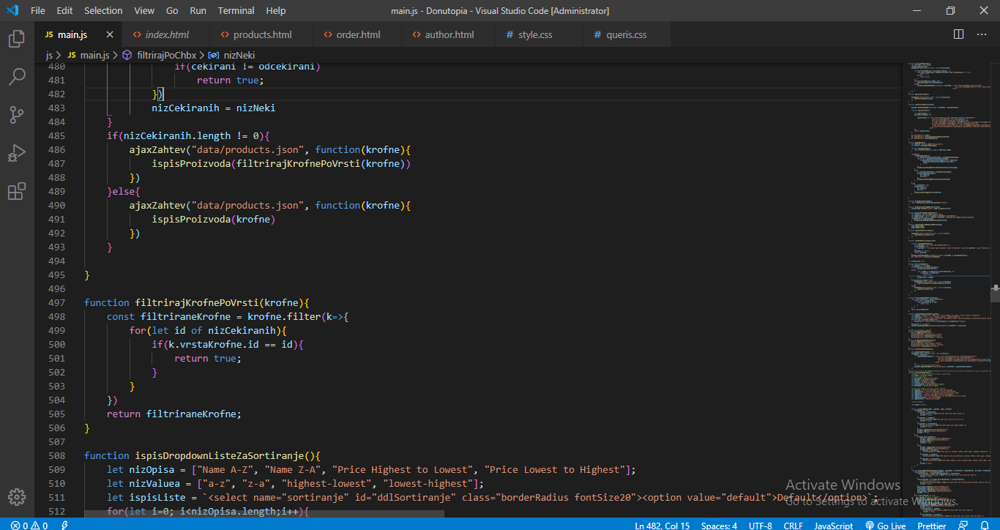 File Edit Selection View Go Run Terminal Help main.js - Donutopia - Visual Studio Code [Administrator]
JS main.js index.html products.html order.html author.html # style.css # queris.css
js > JS main.js > filtrirajPoChbx > nizNeki
480 if(cekirani != odcekirani)
481 return true;
482 })
483 nizCekiranih = nizNeki
484 }
485 if(nizCekiranih.length != 0){
486 ajaxZahtev("data/products.json", function(krofne){
487 ispisProizvoda(filtrirajKrofnePoVrsti(krofne))
488 })
489 }else{
490 ajaxZahtev("data/products.json", function(krofne){
491 ispisProizvoda(krofne)
492 })
493 }
494
495 }
496
497 function filtrirajKrofnePoVrsti(krofne){
498 const filtriraneKrofne = krofne.filter(k=>{
499 for(let id of nizCekiranih){
500 if(k.vrstaKrofne.id == id){
501 return true;
502 }
503 }
504 })
505 return filtriraneKrofne;
506 }
507
508 function ispisDropdownListeZaSortiranje(){
509 let nizOpisa = ["Name A-Z", "Name Z-A", "Price Highest to Lowest", "Price Lowest to Highest"];
510 let nizValuea = ["a-z", "z-a", "highest-lowest", "lowest-highest"];
511 let ispisListe = `<select name="sortiranje" id="ddlSortiranje" class="borderRadius fontSize20"><option value="default">Default</option>`;
512 for(let i=0; i<nizOpisa.length;i++){
Activate Windows
Go to Settings to activate Windows.
0 0 Ln 482, Col 15 Spaces: 4 UTF-8 CRLF JavaScript Go Live Prettier